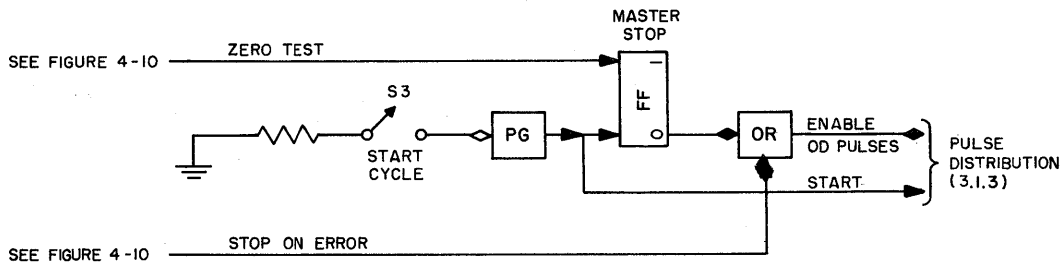 MASTER
STOP
SEE FIGURE 4-10
ZERO TEST
1
FF
0
S3
START
CYCLE
PG
OR
ENABLE
OD PULSES
START
PULSE
DISTRIBUTION
(3.1.3)
SEE FIGURE 4-10
STOP ON ERROR